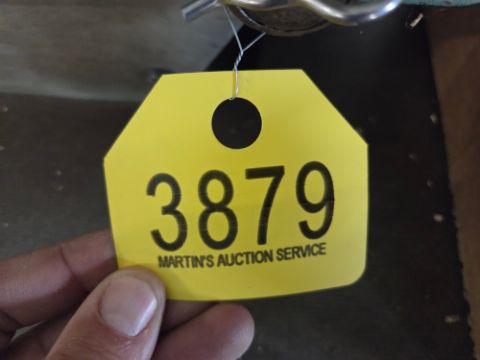 3879
MARTIN'S AUCTION SERVICE